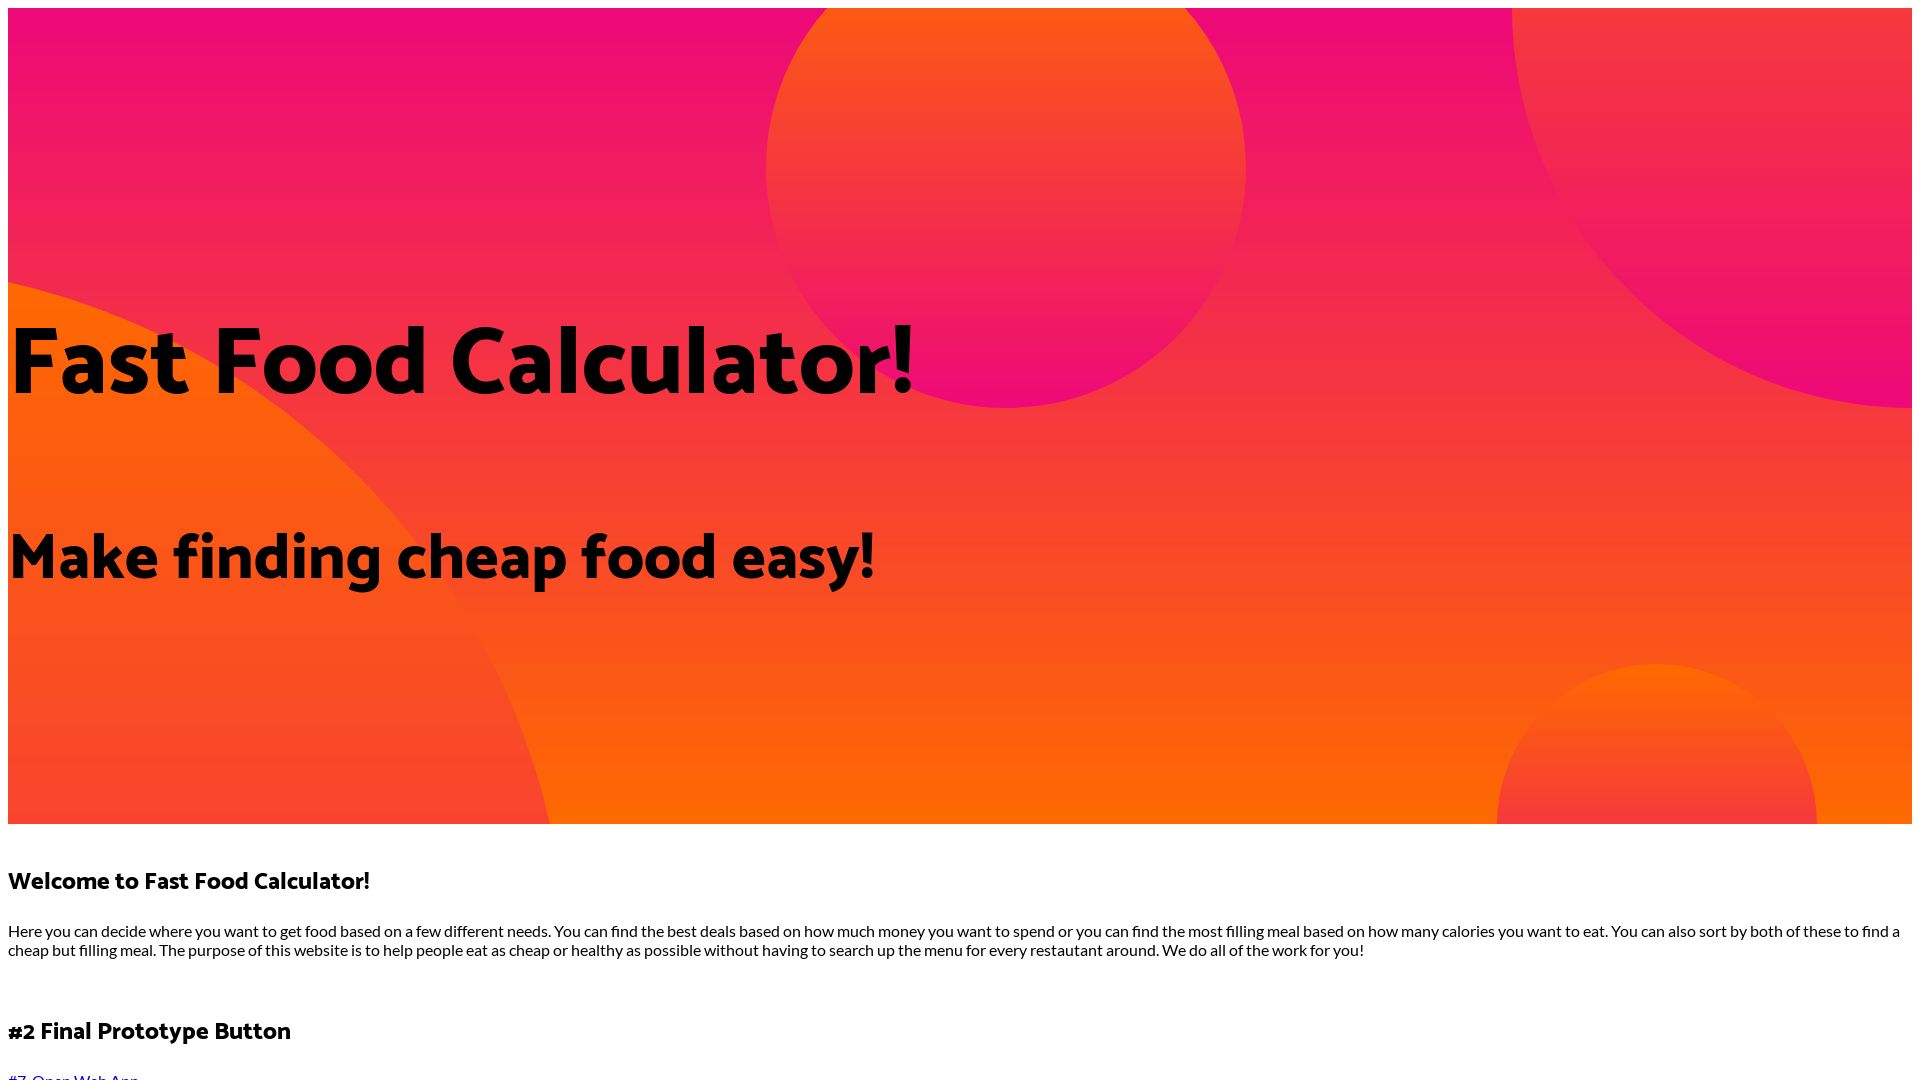 Fast Food Calculator!
Make finding cheap food easy!
Welcome to Fast Food Calculator!
Here you can decide where you want to get food based on a few different needs. You can find the best deals based on how much money you want to spend or you can find the most filling meal based on how many calories you want to eat. You can also sort by both of these to find a
cheap but filling meal. The purpose of this website is to help people eat as cheap or healthy as possible without having to search up the menu for every restautant around. We do all of the work for you!
#2 Final Prototype Button
#7. Open Web App